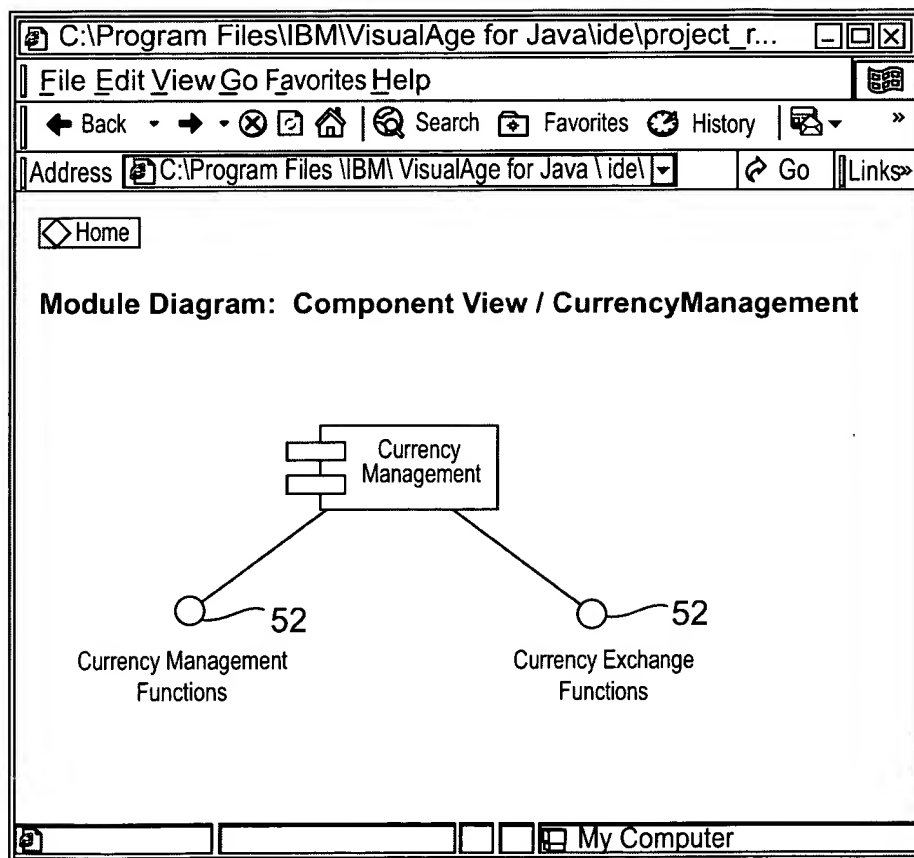 C:\Program Files\IBM\VisualAge for Java\ide\project_r...
File Edit View Go Favorites Help
Back Search Favorites History »
Address C:\Program Files \IBM\ VisualAge for Java \ ide\ Go Links»
Home
Module Diagram: Component View / CurrencyManagement
Currency
Management
52 52
Currency Management Currency Exchange
Functions Functions
My Computer